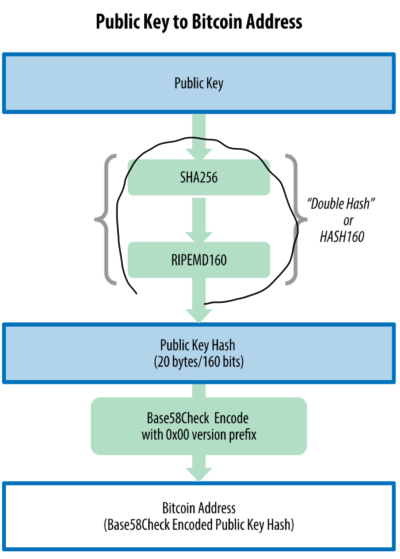 Public Key to Bitcoin Address
Public Key
SHA256
"Double Hash"
or
HASH160
RIPEMD160
Public Key Hash
(20 bytes/160 bits)
Base58Check Encode
with 0x00 version prefix
Bitcoin Address
(Base58Check Encoded Public Key Hash)